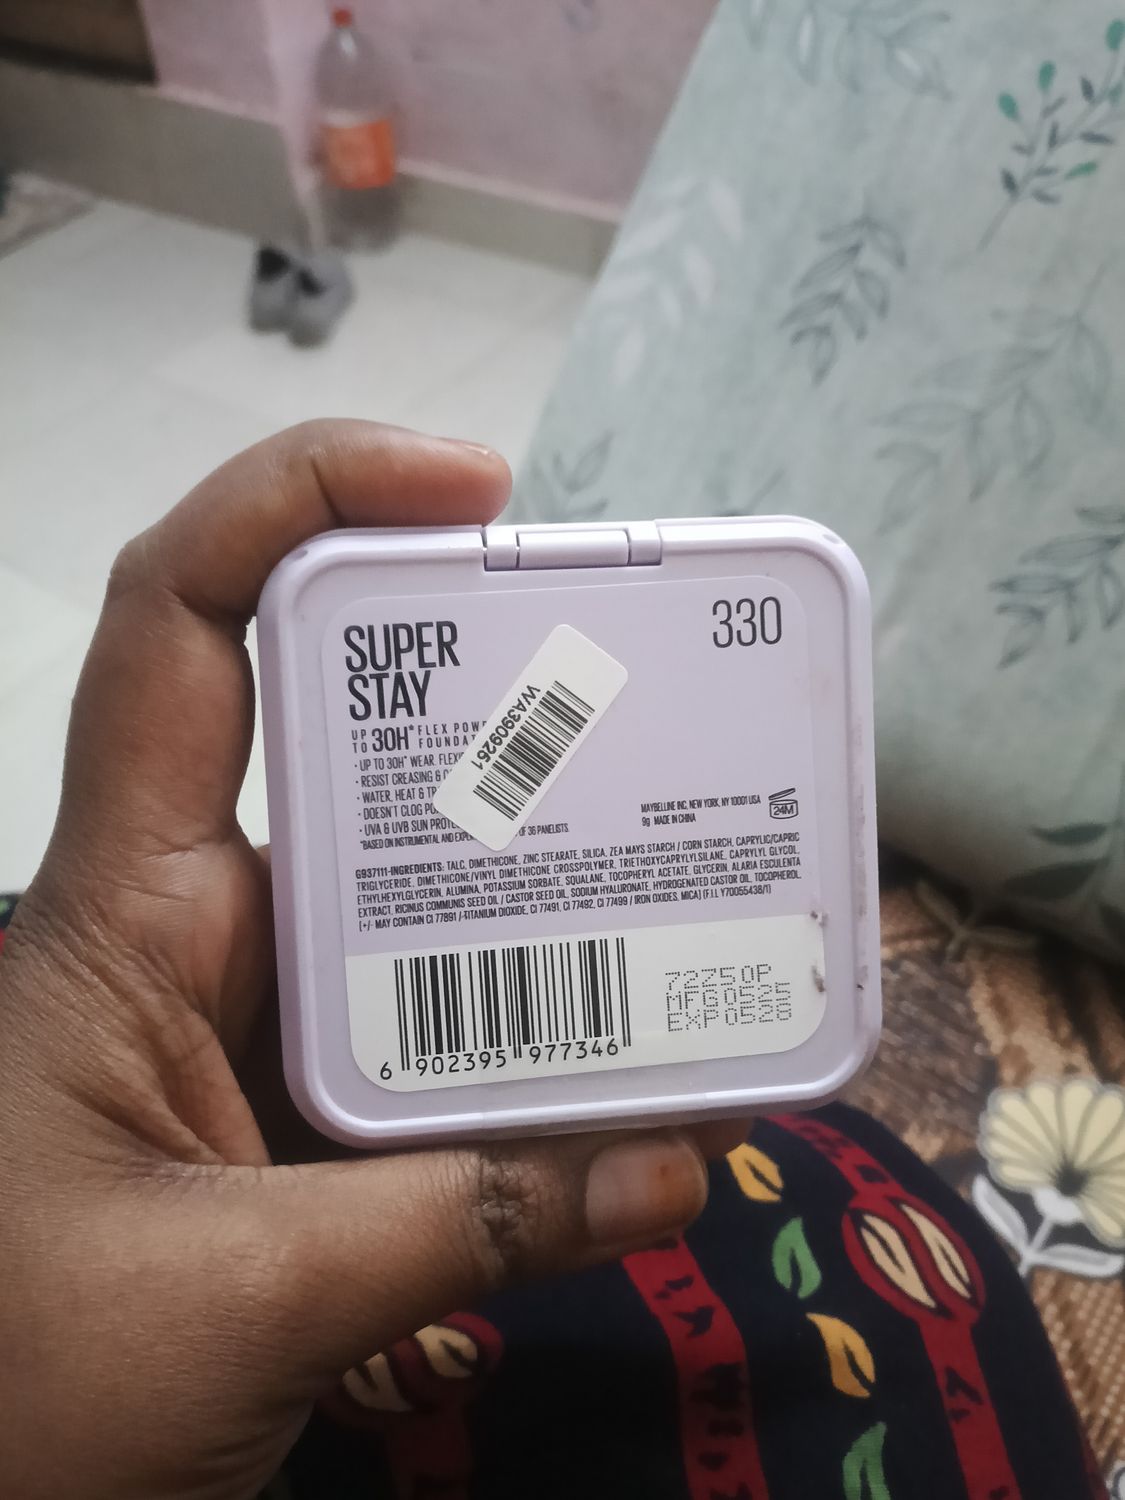 SUPER
STAY
330
UP TO 30H* FLEX
· UP TO 30H* WEAR.
· RESIST CREASING &
· WATER, HEAT &
· DOESN'T CLOG
· UVA & UVB SUN
*BASED ON INSTRUMENTAL AND OF 36 PANELISTS.
WA3909251
MAYBELLINE INC, NEW YORK, NY 10001 USA
9g MADE IN CHINA
24M
G937111-INGREDIENTS: TALC, DIMETHICONE, ZINC STEARATE, SILICA, ZEA MAYS STARCH / CORN STARCH, CAPRYLIC/CAPRIC
TRIGLYCERIDE, DIMETHICONE/VINYL DIMETHICONE CROSSPOLYMER, TRIETHOXYCAPRYLYLSILANE, CAPRYLYL GLYCOL,
ETHYLHEXYLGLYCERIN, ALUMINA, POTASSIUM SORBATE, SQUALANE, TOCOPHERYL ACETATE, GLYCERIN, ALARIA ESCULENTA
EXTRACT, RICINUS COMMUNIS SEED OIL / CASTOR SEED OIL, SODIUM HYALURONATE, HYDROGENATED CASTOR OIL, TOCOPHEROL,
[+/- MAY CONTAIN CI 77891 / TITANIUM DIOXIDE, CI 77491, CI 77492, CI 77499 / IRON OXIDES, MICA] (F.I.L Y70055438/1)
6 902395 977346
72Z50P
MFG0525
EXP0528